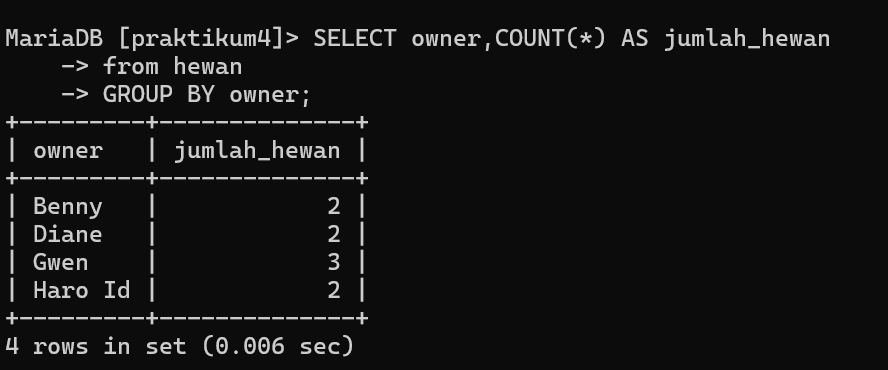 MariaDB [praktikum4]> SELECT owner,COUNT(*) AS jumlah_hewan
    -> from hewan
    -> GROUP BY owner;
+---------+--------------+
| owner   | jumlah_hewan |
+---------+--------------+
| Benny   |            2 |
| Diane   |            2 |
| Gwen    |            3 |
| Haro Id |            2 |
+---------+--------------+
4 rows in set (0.006 sec)